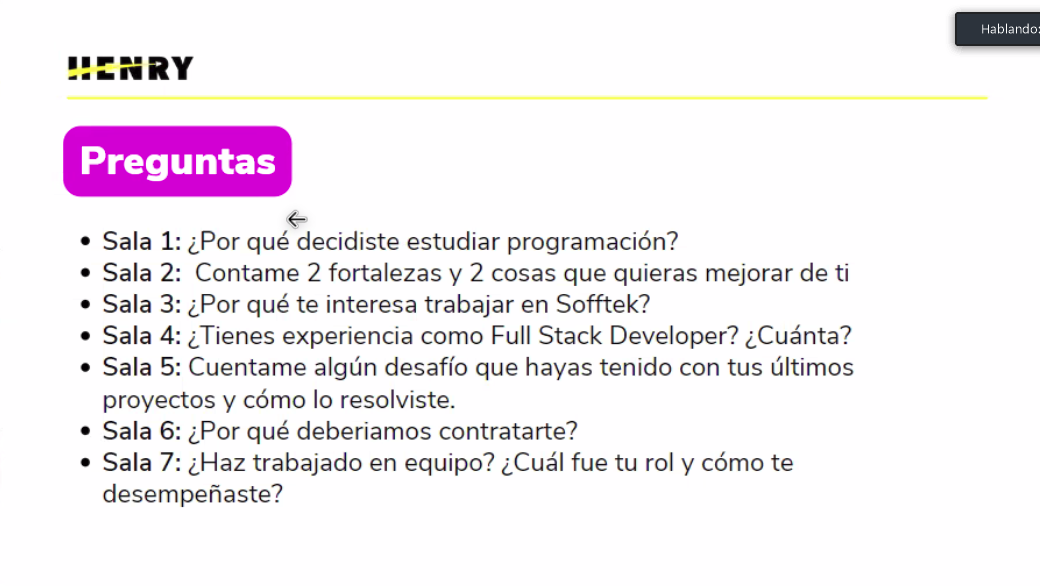 Hablando:
HENRY
Preguntas
• Sala 1: ¿Por qué decidiste estudiar programación?
• Sala 2: Contame 2 fortalezas y 2 cosas que quieras mejorar de ti
• Sala 3: ¿Por qué te interesa trabajar en Sofftek?
• Sala 4: ¿Tienes experiencia como Full Stack Developer? ¿Cuánta?
• Sala 5: Cuentame algún desafío que hayas tenido con tus últimos
proyectos y cómo lo resolviste.
• Sala 6: ¿Por qué deberiamos contratarte?
• Sala 7: ¿Haz trabajado en equipo? ¿Cuál fue tu rol y cómo te
desempeñaste?